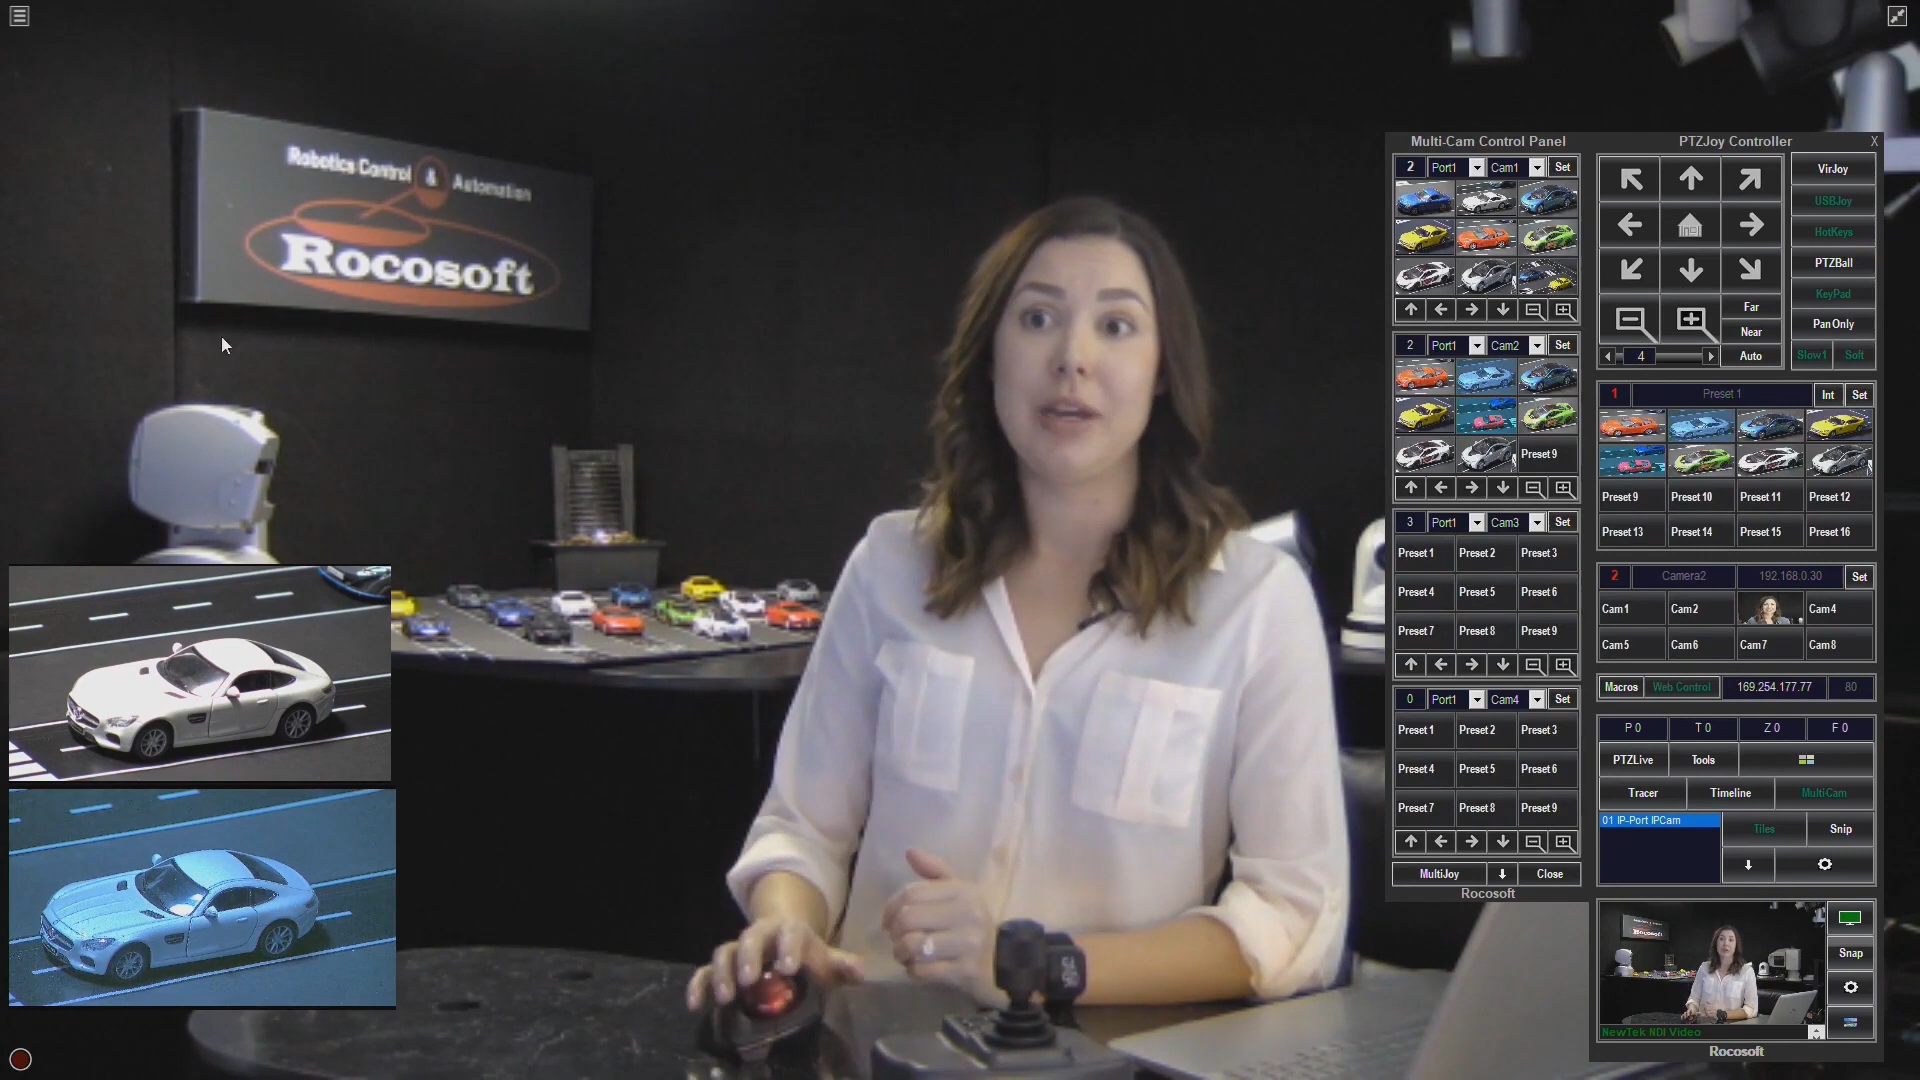 Robotics Control & Automation
Rocosoft
Multi-Cam Control Panel
2 Port1 Cam1 Set
2 Port1 Cam2 Set
Preset 9
3 Port1 Cam3 Set
Preset 1 Preset 2 Preset 3
Preset 4 Preset 5 Preset 6
Preset 7 Preset 8 Preset 9
0 Port1 Cam4 Set
Preset 1 Preset 2 Preset 3
Preset 4 Preset 5 Preset 6
Preset 7 Preset 8 Preset 9
MultiJoy Close
Rocosoft
PTZJoy Controller X
VirJoy
USBJoy
HotKeys
PTZBall
KeyPad
Far
Near
Pan Only
4 Auto Slow1 Soft
1 Preset 1 Int Set
Preset 9 Preset 10 Preset 11 Preset 12
Preset 13 Preset 14 Preset 15 Preset 16
2 Camera2 192.168.0.30 Set
Cam1 Cam2 Cam4
Cam5 Cam6 Cam7 Cam8
Macros Web Control 169.254.177.77 80
P 0 T 0 Z 0 F 0
PTZLive Tools
Tracer Timeline MultiCam
01 IP-Port IPCam Tiles Snip
Rocosoft
Snap
NewTek NDI Video
Rocosoft